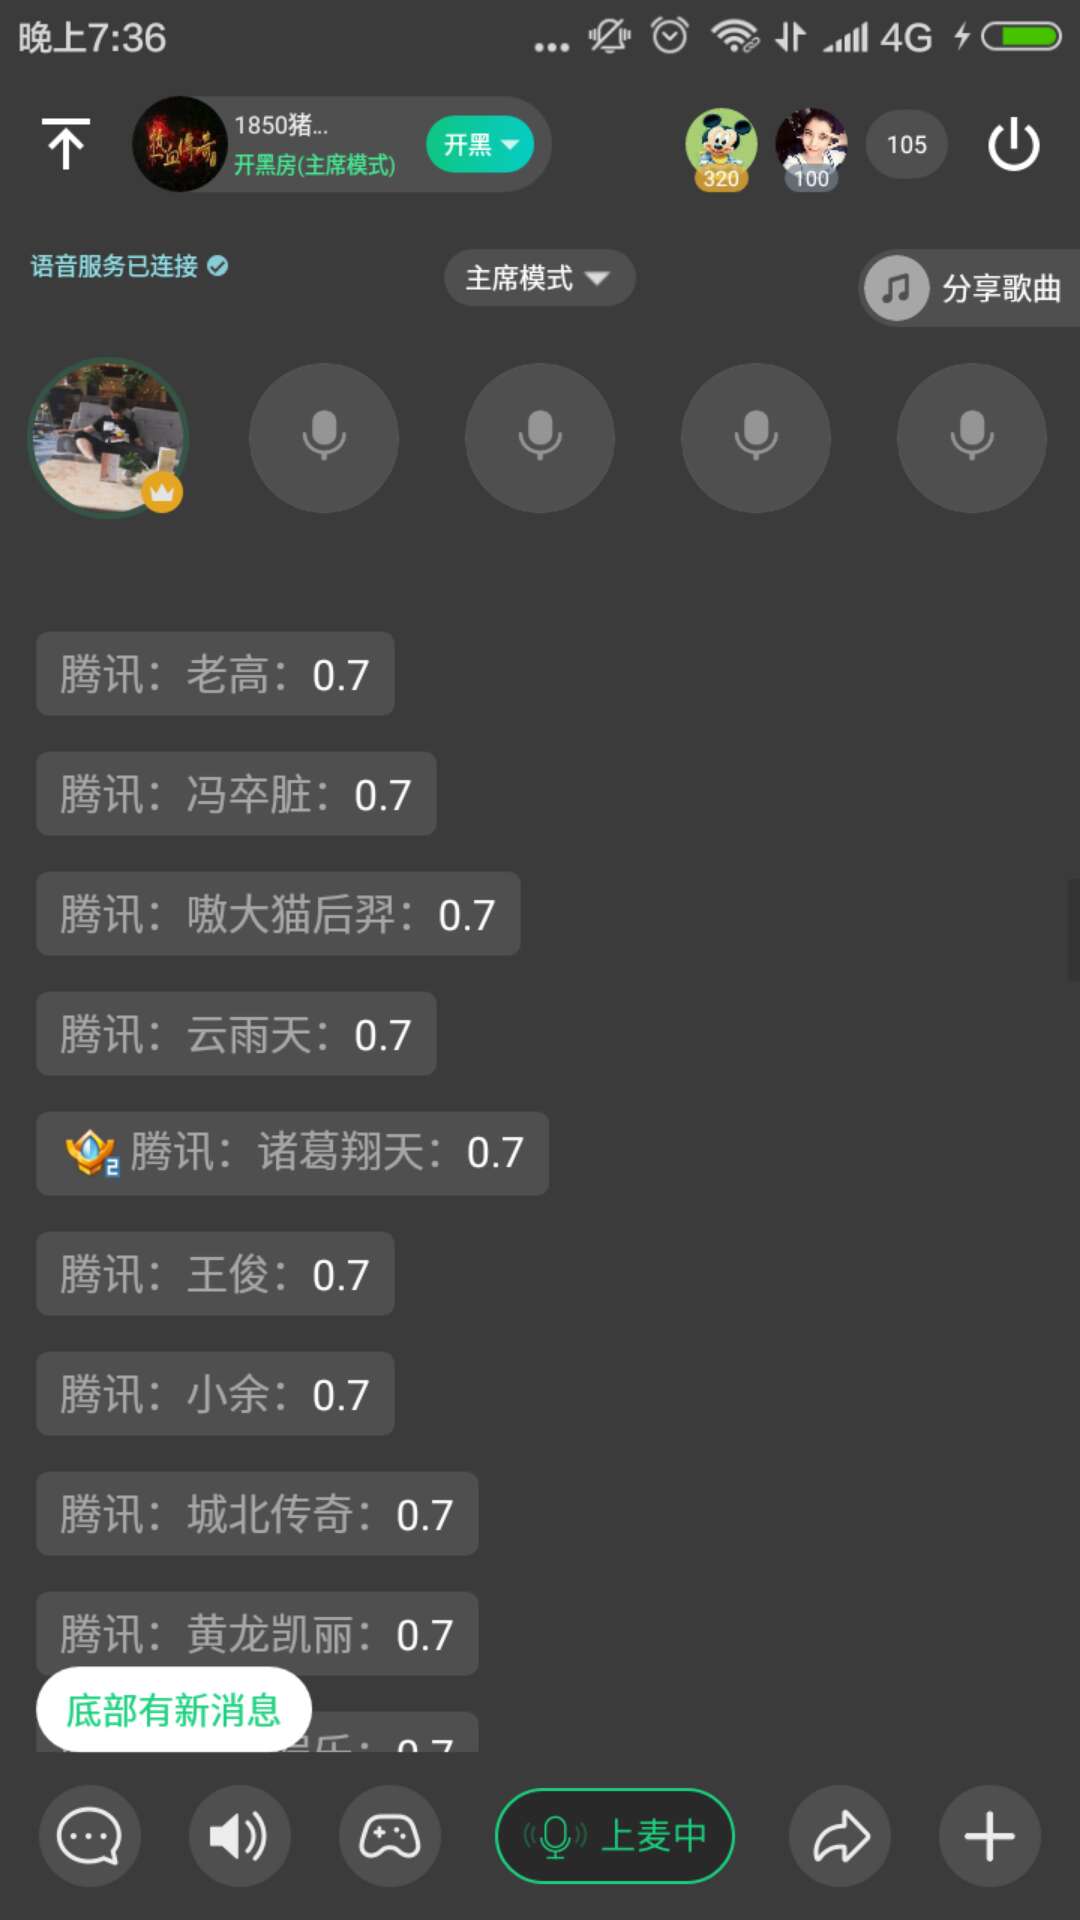 晚上7:36
4G
1850猪...
开黑房(主席模式)
开黑
热血传奇
320
100
105
语音服务已连接
主席模式
分享歌曲
腾讯：老高：0.7
腾讯：冯卒脏：0.7
腾讯：嗷大猫后羿：0.7
腾讯：云雨天：0.7
2 腾讯：诸葛翔天：0.7
腾讯：王俊：0.7
腾讯：小余：0.7
腾讯：城北传奇：0.7
腾讯：黄龙凯丽：0.7
底部有新消息
乐：0.7
上麦中